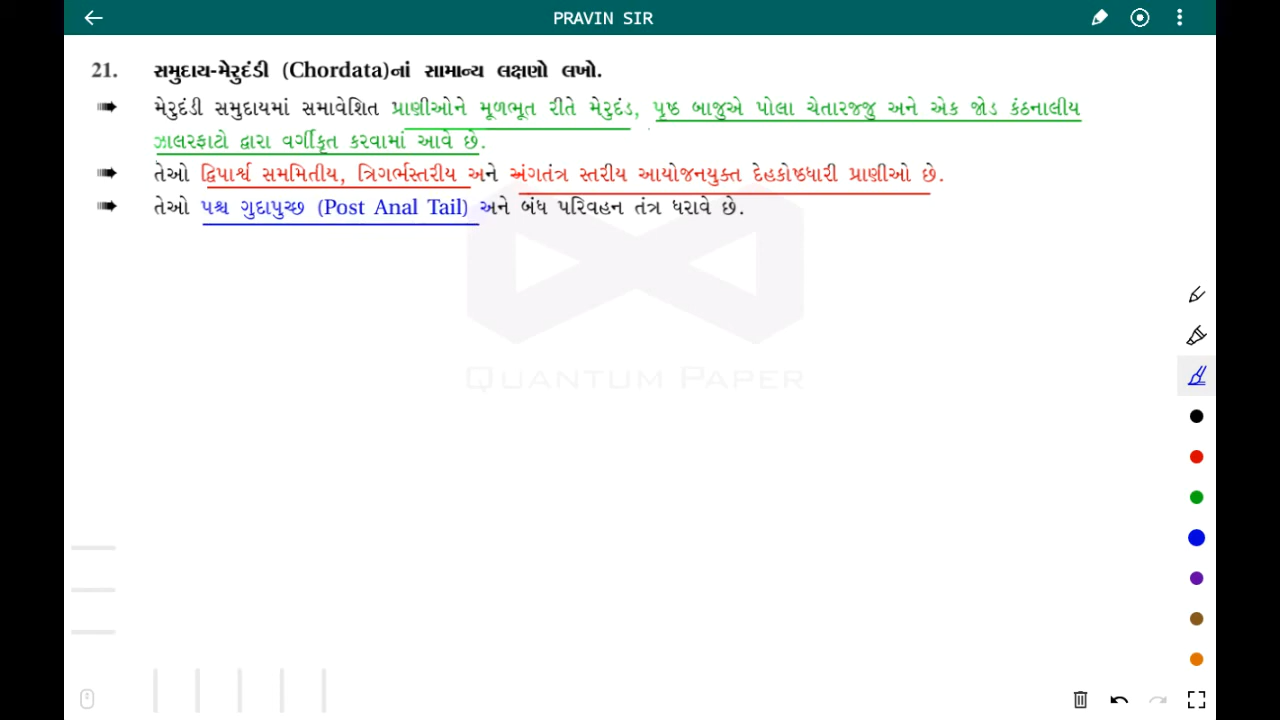 PRAVIN SIR
21. સમુદાય-મેરુદંડી (Chordata)નાં સામાન્ય લક્ષણો લખો.
➠ મેરુદંડી સમુદાયમાં સમાવેશિત પ્રાણીઓને મૂળભૂત રીતે મેરુદંડ, પૃષ્ઠ બાજુએ પોલા ચેતારજ્જુ અને એક જોડ કંઠનાલીય
ઝાલરફાટો દ્વારા વર્ગીકૃત કરવામાં આવે છે.
➠ તેઓ દ્વિપાર્શ્વ સમમિતીય, ત્રિગર્ભસ્તરીય અને અંગતંત્ર સ્તરીય આયોજનયુક્ત દેહકોષ્ઠધારી પ્રાણીઓ છે.
➠ તેઓ પશ્ચ ગુદાપુચ્છ (Post Anal Tail) અને બંધ પરિવહન તંત્ર ધરાવે છે.
QUANTUM PAPER